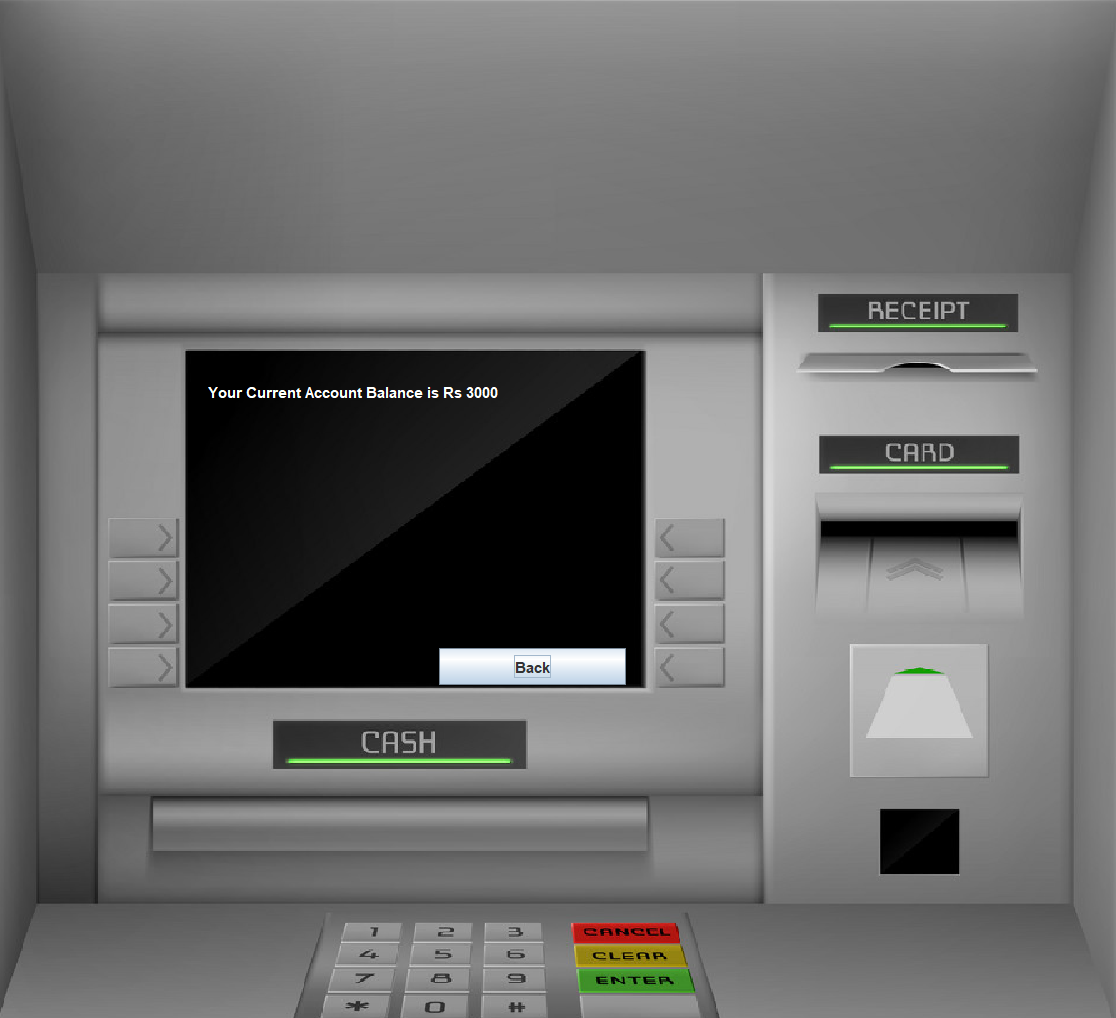 RECEIPT
Your Current Account Balance is Rs 3000
CARD
Back
CASH
1 2 3 CANCEL
4 5 6 CLEAR
7 8 9 ENTER
* 0 #